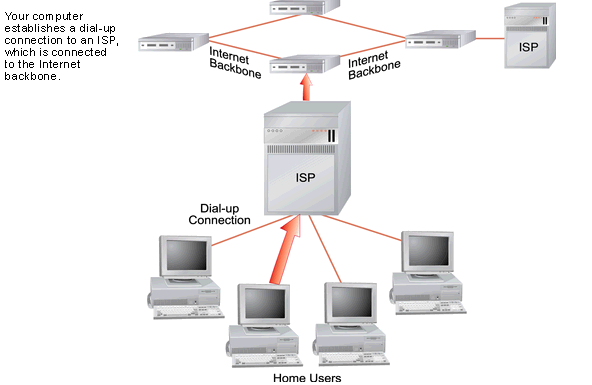 Your computer
establishes a dial-up
connection to an ISP,
which is connected
to the Internet
backbone.
Internet
Backbone
Internet
Backbone
ISP
ISP
Dial-up
Connection
Home Users